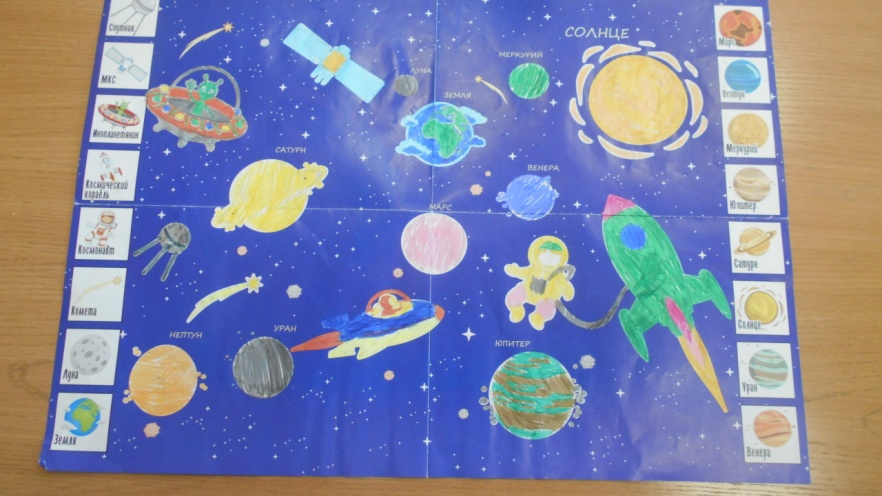 Спутник
МКС
Инопланетянин
Космический
корабль
Космонавт
Комета
Луна
Земля
СОЛНЦЕ
МЕРКУРИЙ
ЛУНА
ЗЕМЛЯ
САТУРН
ВЕНЕРА
МАРС
НЕПТУН
УРАН
ЮПИТЕР
Марс
Нептун
Меркурий
Юпитер
Сатурн
Солнце
Уран
Венера